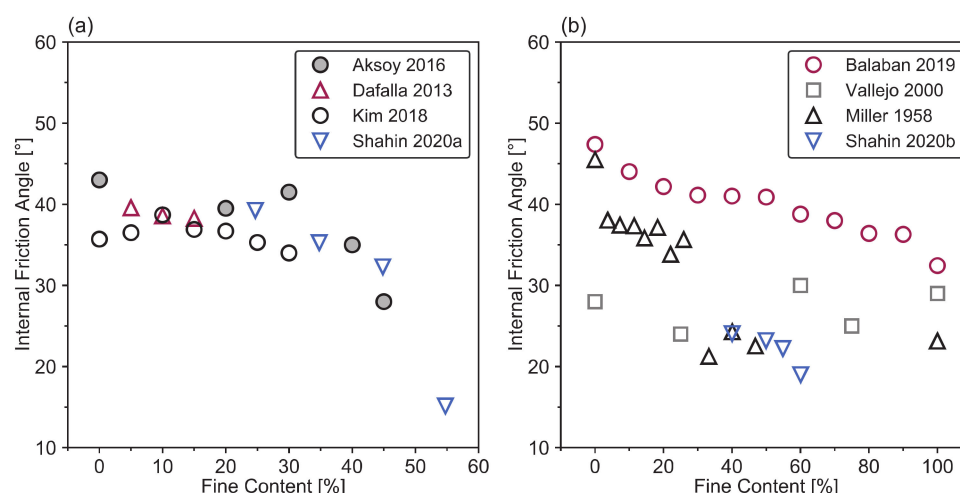 (a)
60
50
40
30
20
10
Internal Friction Angle [°]
Aksoy 2016
Dafalla 2013
Kim 2018
Shahin 2020a
0 10 20 30 40 50 60
Fine Content [%]
(b)
60
50
40
30
20
10
Internal Friction Angle [°]
Balaban 2019
Vallejo 2000
Miller 1958
Shahin 2020b
0 20 40 60 80 100
Fine Content [%]